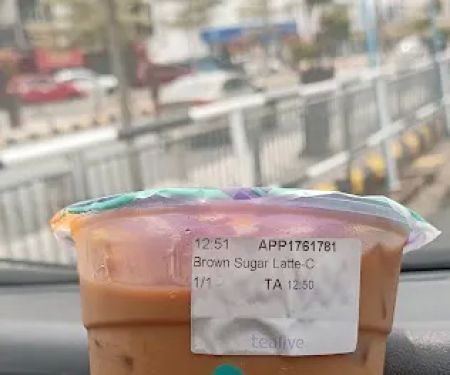 12:51 APP1761781
Brown Sugar Latte-C
1/1 TA 12:50
tealive